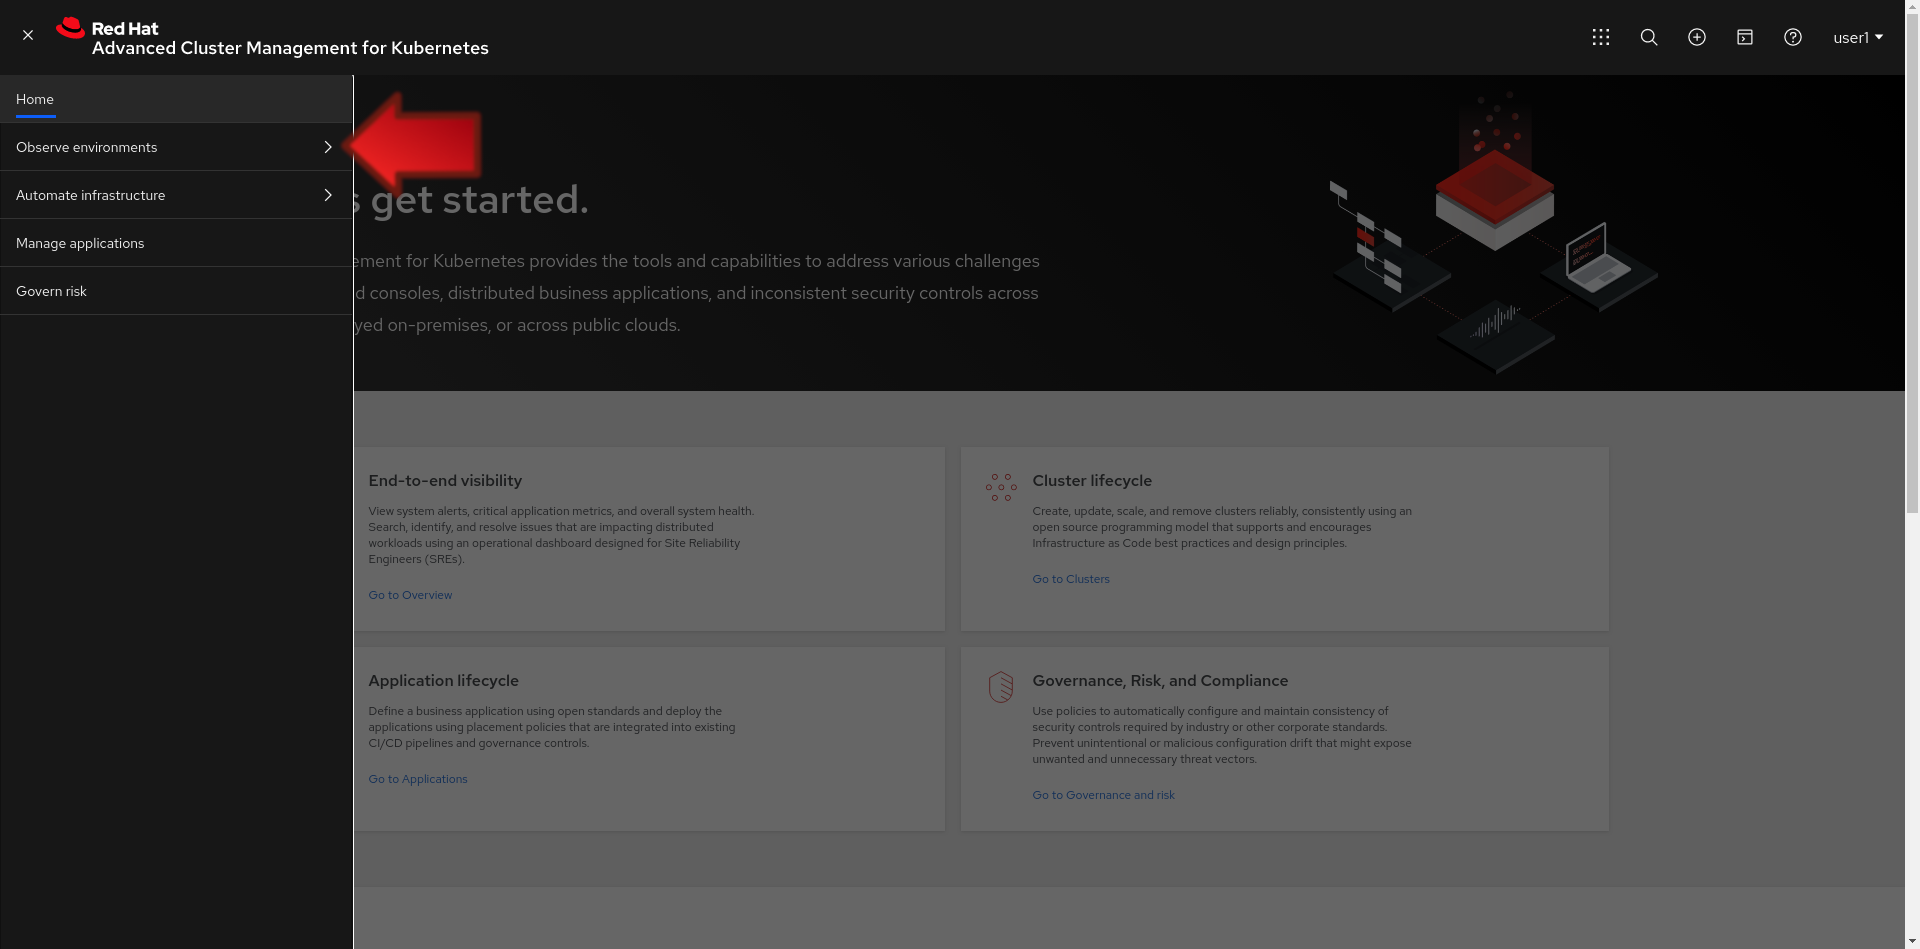 Red Hat
Advanced Cluster Management for Kubernetes
user1
Home
Observe environments
Automate infrastructure
Manage applications
Govern risk
get started.
ement for Kubernetes provides the tools and capabilities to address various challenges
d consoles, distributed business applications, and inconsistent security controls across
yed on-premises, or across public clouds.
End-to-end visibility
View system alerts, critical application metrics, and overall system health.
Search, identify, and resolve issues that are impacting distributed
workloads using an operational dashboard designed for Site Reliability
Engineers (SREs).
Go to Overview
Cluster lifecycle
Create, update, scale, and remove clusters reliably, consistently using an
open source programming model that supports and encourages
Infrastructure as Code best practices and design principles.
Go to Clusters
Application lifecycle
Define a business application using open standards and deploy the
applications using placement policies that are integrated into existing
CI/CD pipelines and governance controls.
Go to Applications
Governance, Risk, and Compliance
Use policies to automatically configure and maintain consistency of
security controls required by industry or other corporate standards.
Prevent unintentional or malicious configuration drift that might expose
unwanted and unnecessary threat vectors.
Go to Governance and risk